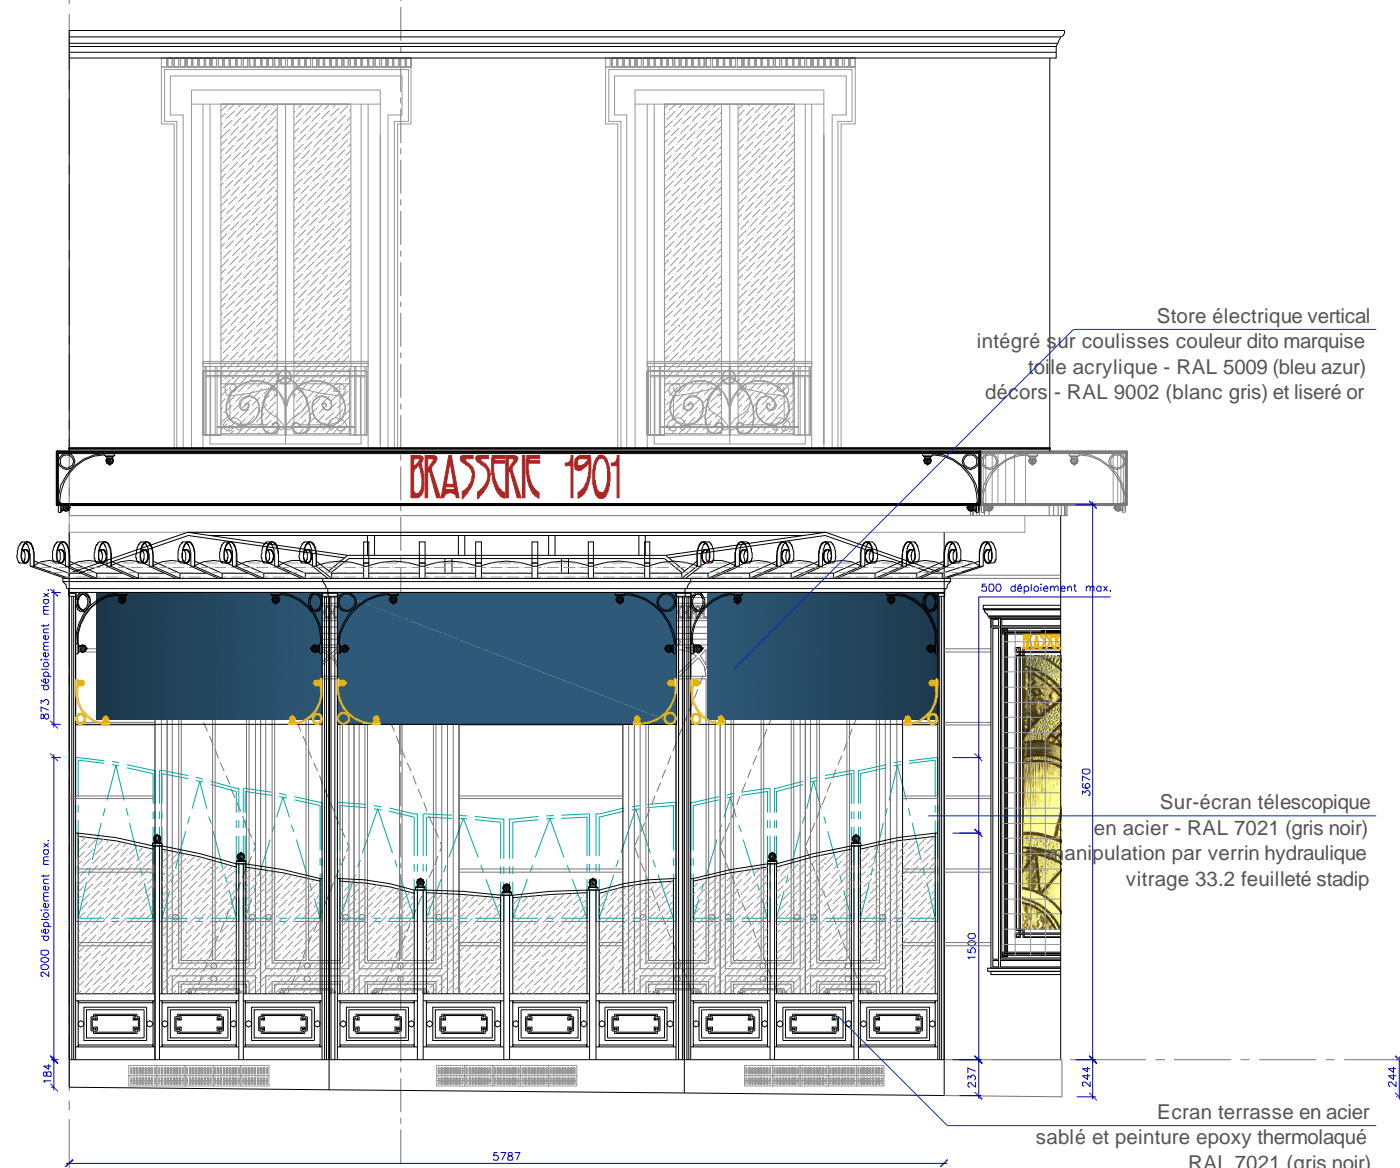 Store électrique vertical
intégré sur coulisses couleur dito marquise
toile acrylique - RAL 5009 (bleu azur)
décors - RAL 9002 (blanc gris) et liseré or
BRASSERIE 1901
500 déploiement max.
873 déploiement max.
BRASSE
3670
Sur-écran télescopique
en acier - RAL 7021 (gris noir)
manipulation par verrin hydraulique
vitrage 33.2 feuilleté stadip
2000 déploiement max.
1500
184
237
244
244
Ecran terrasse en acier
sablé et peinture epoxy thermolaqué
RAL 7021 (gris noir)
5787